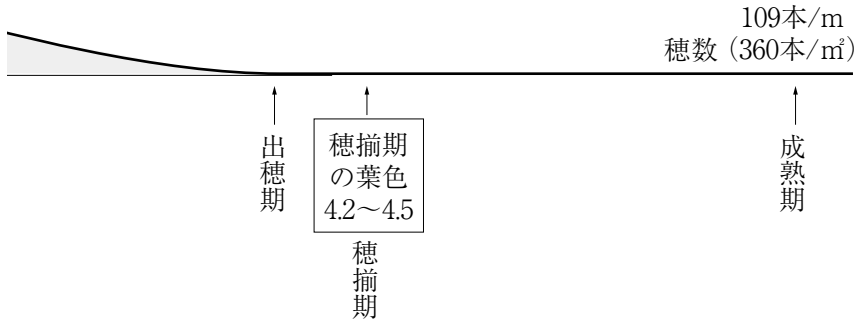 109本/m
穂数（360本/㎡）
出穂期
穂揃期
の葉色
4.2～4.5
穂揃期
成熟期